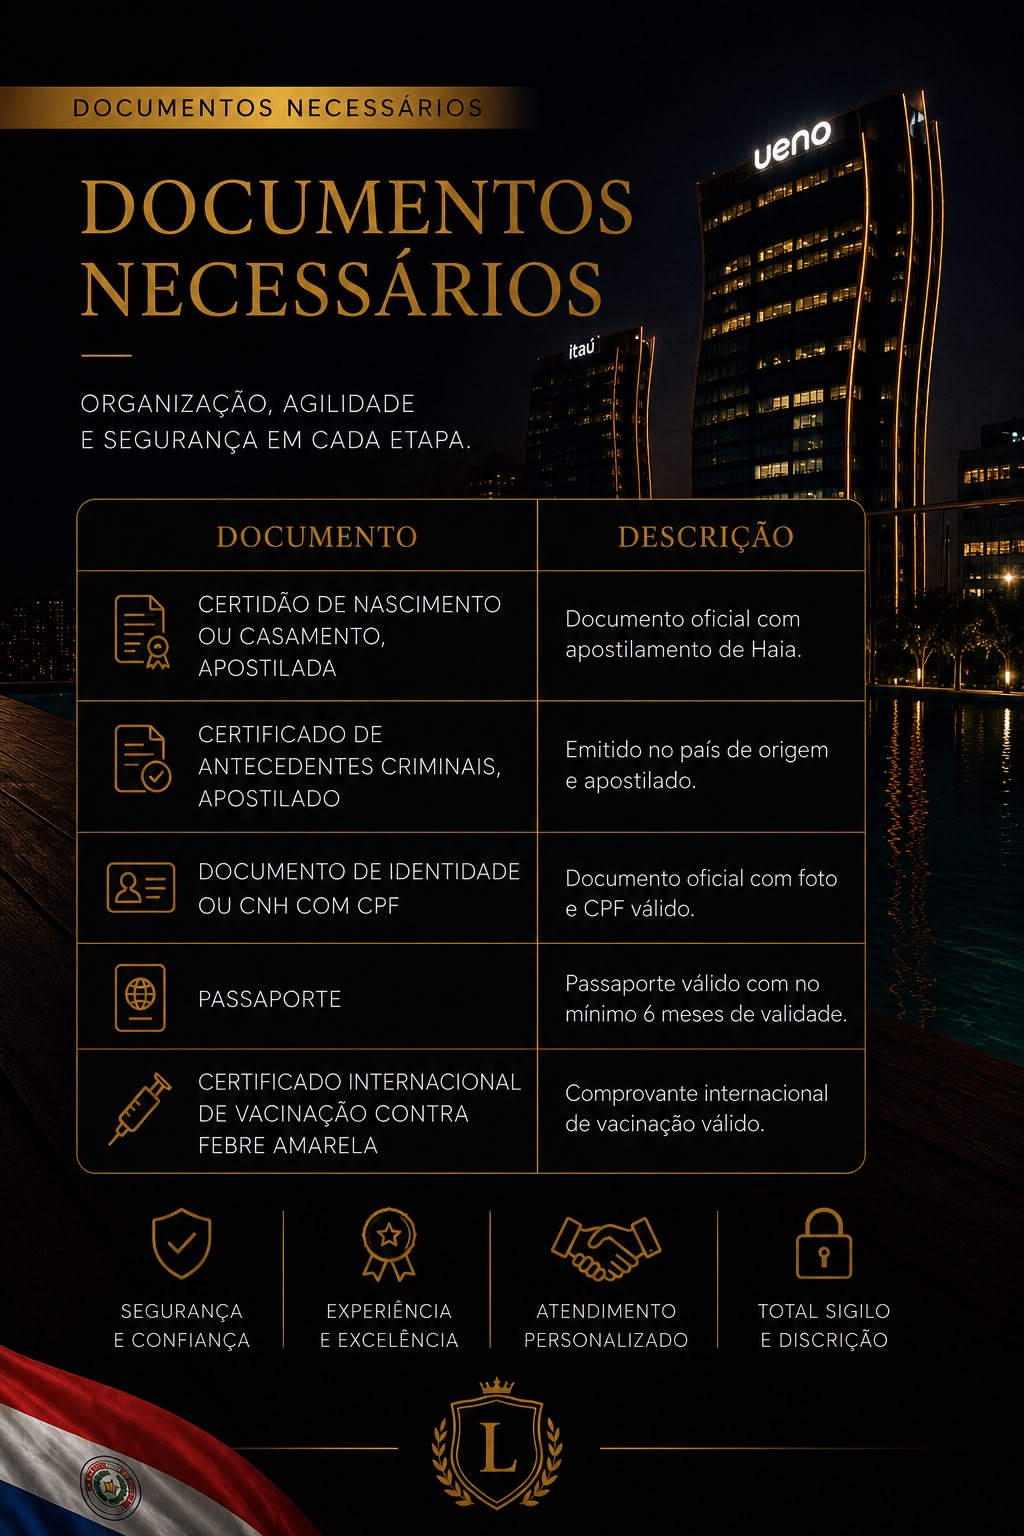 DOCUMENTOS NECESSÁRIOS
ueno
DOCUMENTOS
NECESSÁRIOS
itaú
ORGANIZAÇÃO, AGILIDADE
E SEGURANÇA EM CADA ETAPA.
DOCUMENTO
DESCRIÇÃO
CERTIDÃO DE NASCIMENTO
OU CASAMENTO,
APOSTILADA
Documento oficial com
apostilamento de Haia.
CERTIFICADO DE
ANTECEDENTES CRIMINAIS,
APOSTILADO
Emitido no país de origem
e apostilado.
DOCUMENTO DE IDENTIDADE
OU CNH COM CPF
Documento oficial com foto
e CPF válido.
PASSAPORTE
Passaporte válido com no
mínimo 6 meses de validade.
CERTIFICADO INTERNACIONAL
DE VACINAÇÃO CONTRA
FEBRE AMARELA
Comprovante internacional
de vacinação válido.
SEGURANÇA
E CONFIANÇA
EXPERIÊNCIA
E EXCELÊNCIA
ATENDIMENTO
PERSONALIZADO
TOTAL SIGILO
E DISCRIÇÃO
L